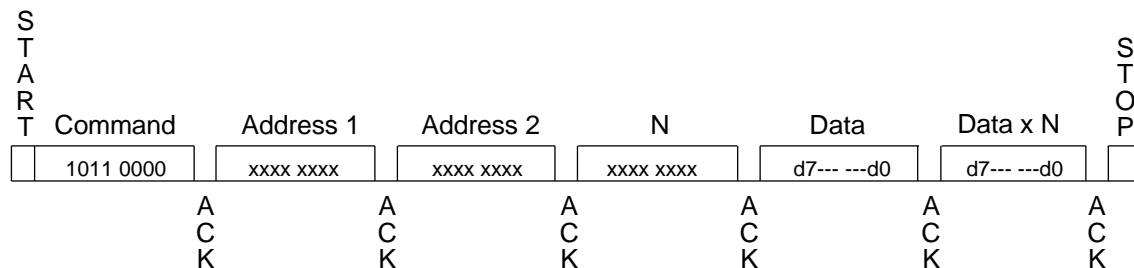 START
Command
Address 1
Address 2
N
Data
Data x N
STOP
1011 0000
xxxx xxxx
xxxx xxxx
xxxx xxxx
d7--- ---d0
d7--- ---d0
ACK
ACK
ACK
ACK
ACK
ACK